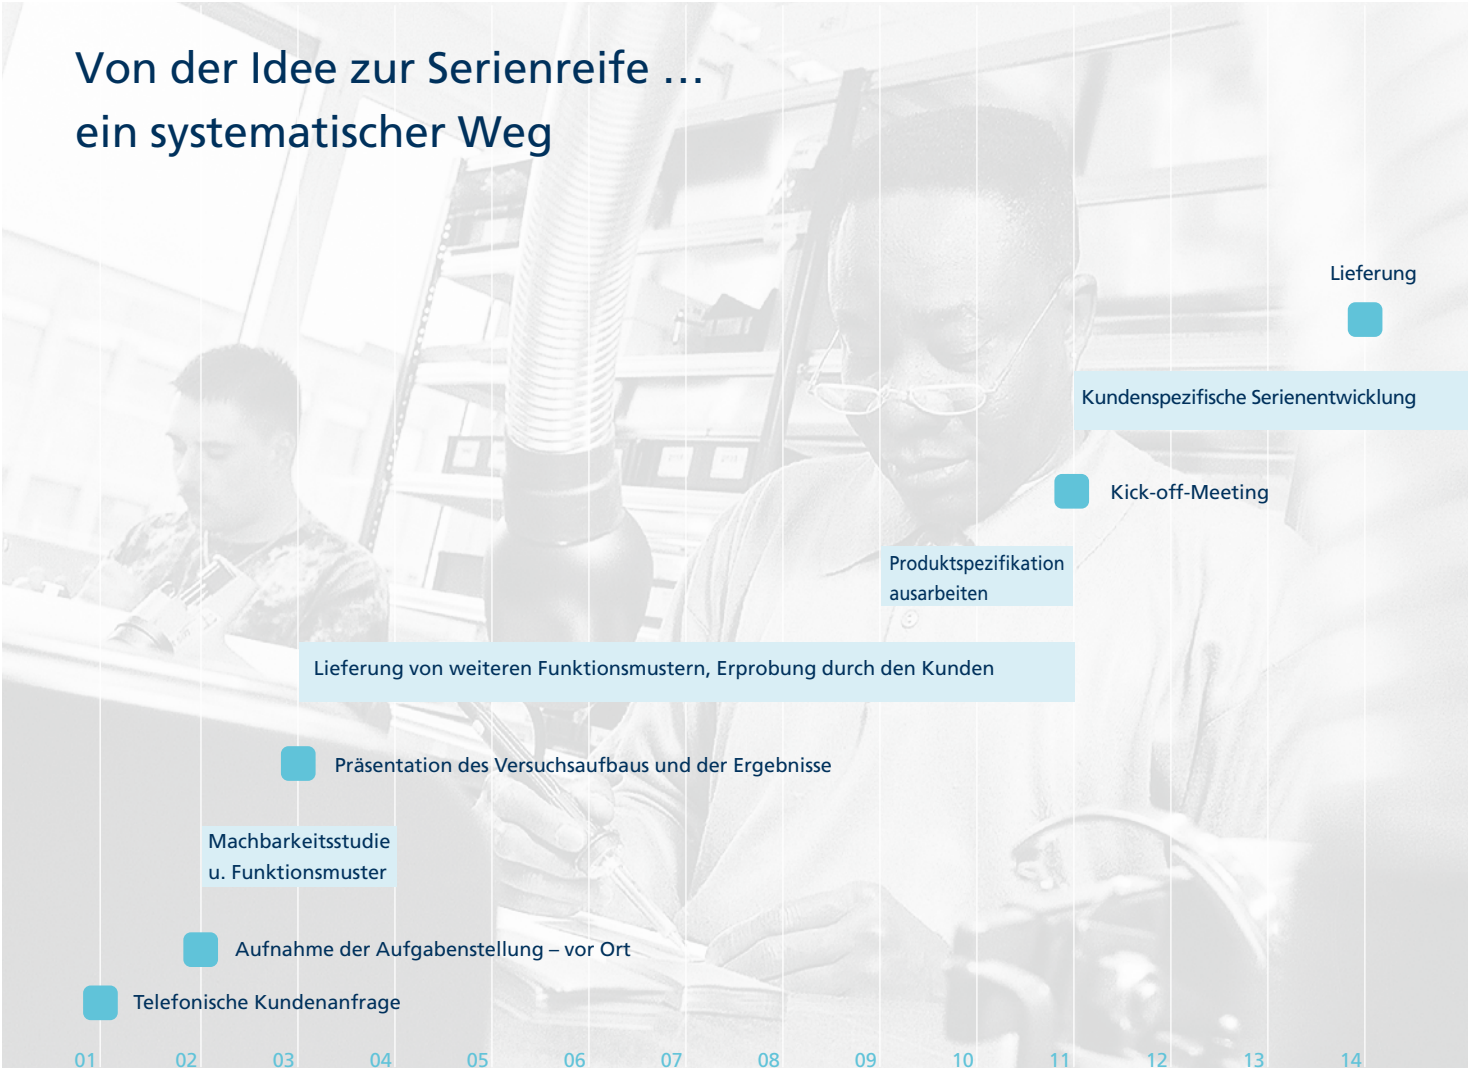 Von der Idee zur Serienreife …
ein systematischer Weg
Lieferung
Kundenspezifische Serienentwicklung
Kick-off-Meeting
Produktspezifikation
ausarbeiten
Lieferung von weiteren Funktionsmustern, Erprobung durch den Kunden
Präsentation des Versuchsaufbaus und der Ergebnisse
Machbarkeitsstudie
u. Funktionsmuster
Aufnahme der Aufgabenstellung – vor Ort
Telefonische Kundenanfrage
01 02 03 04 05 06 07 08 09 10 11 12 13 14